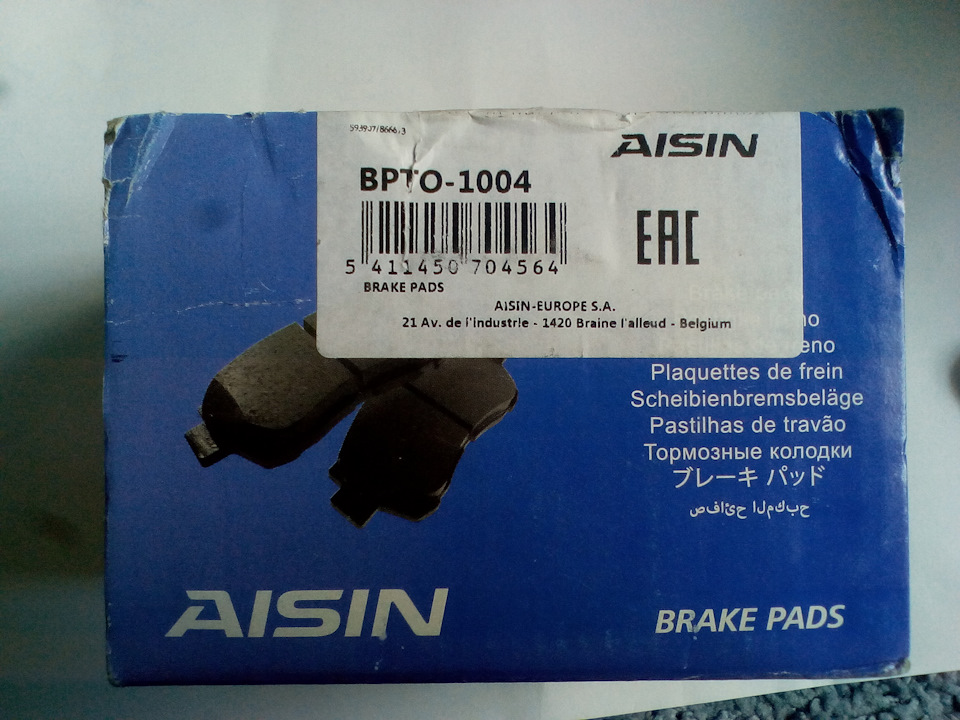 AISIN
BPTO-1004
EAC
5 411450 704564
BRAKE PADS
AISIN-EUROPE S.A.
21 Av. de l'Industrie - 1420 Braine l'alleud - Belgium
Plaquettes de frein
Scheibienbremsbeläge
Pastilhas de travão
Тормозные колодки
ブレーキ パッド
صفائح المكبح
AISIN
BRAKE PADS